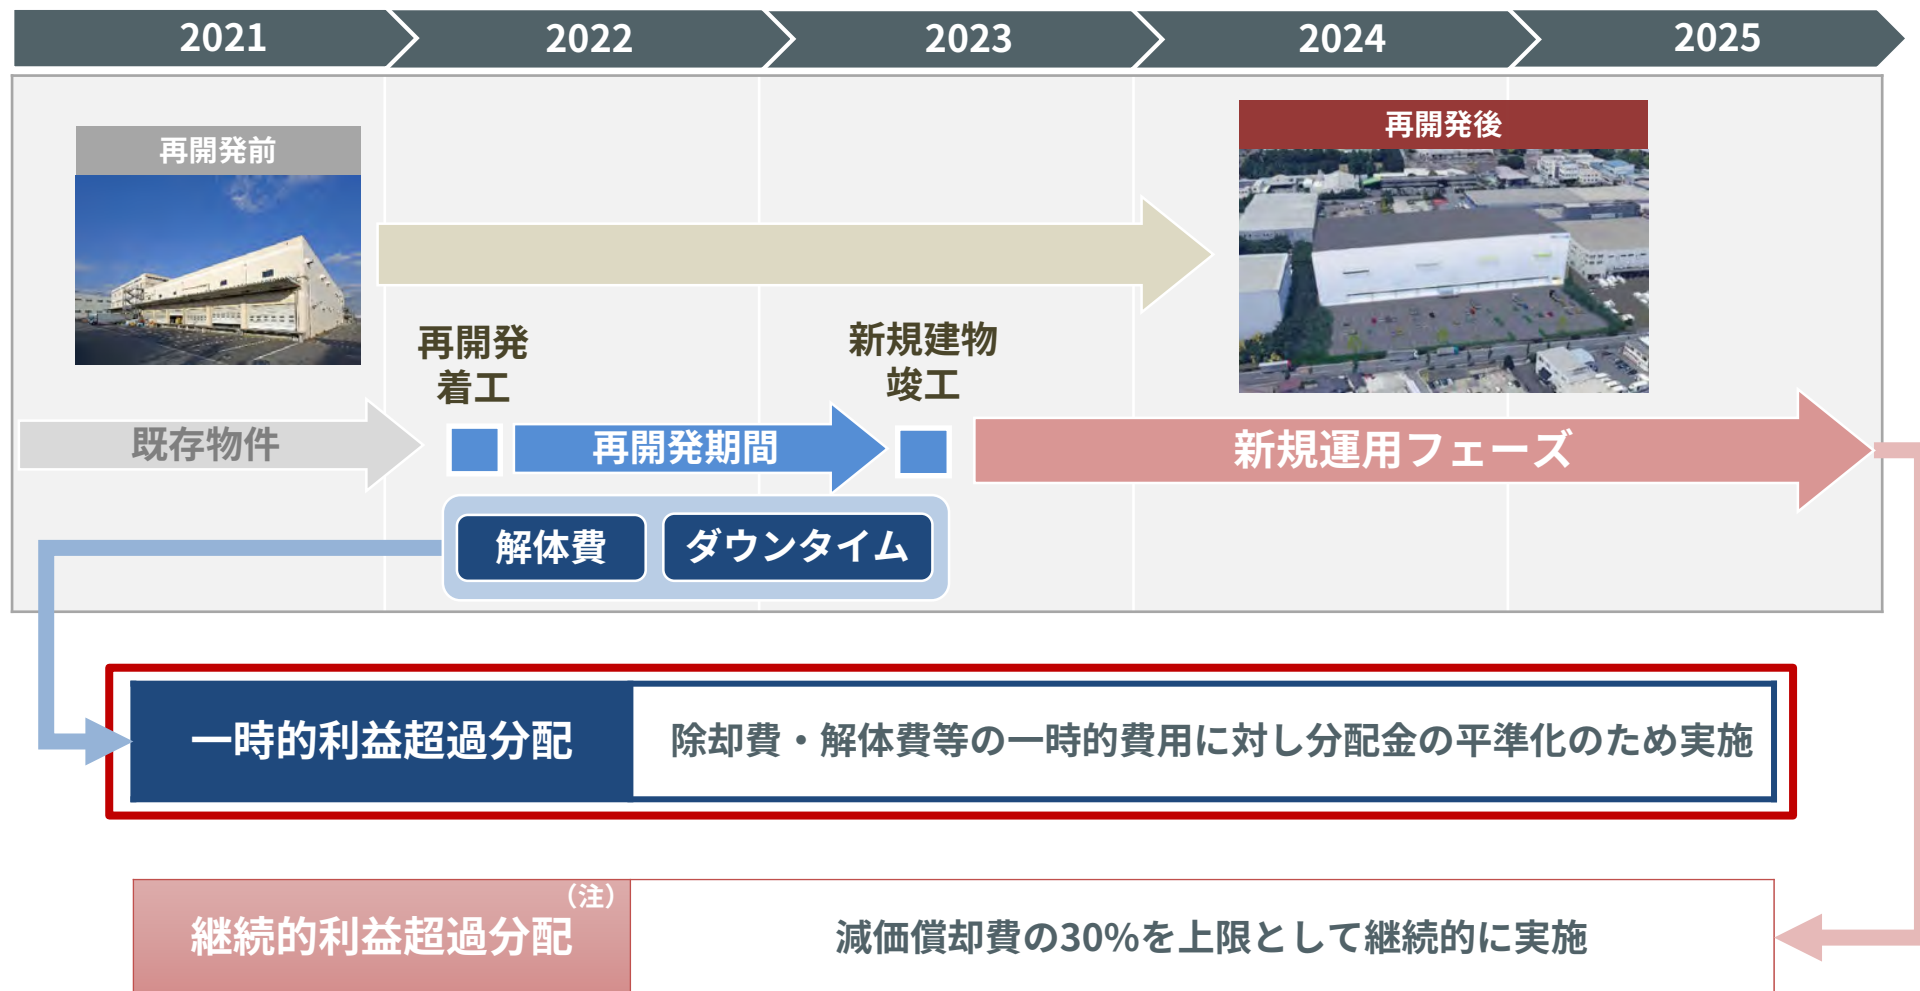 2021
2022
2023
2024
2025
再開発前
再開発後
再開発
着工
新規建物
竣工
既存物件
再開発期間
新規運用フェーズ
解体費
ダウンタイム
一時的利益超過分配
除却費・解体費等の一時的費用に対し分配金の平準化のため実施
継続的利益超過分配(注)
減価償却費の30%を上限として継続的に実施